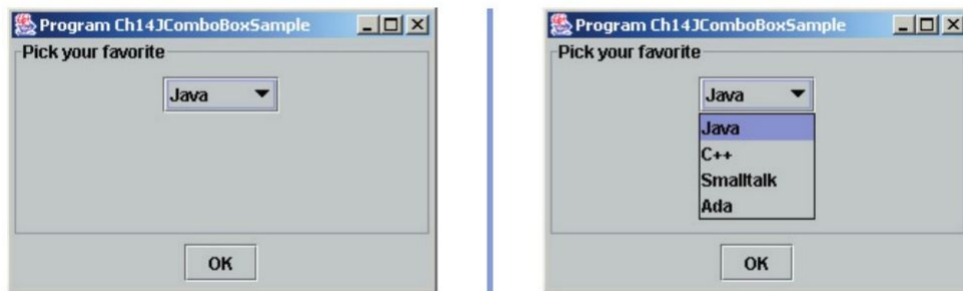 Program Ch14JComboBoxSample
Pick your favorite
Java
OK
Program Ch14JComboBoxSample
Pick your favorite
Java
Java
C++
Smalltalk
Ada
OK